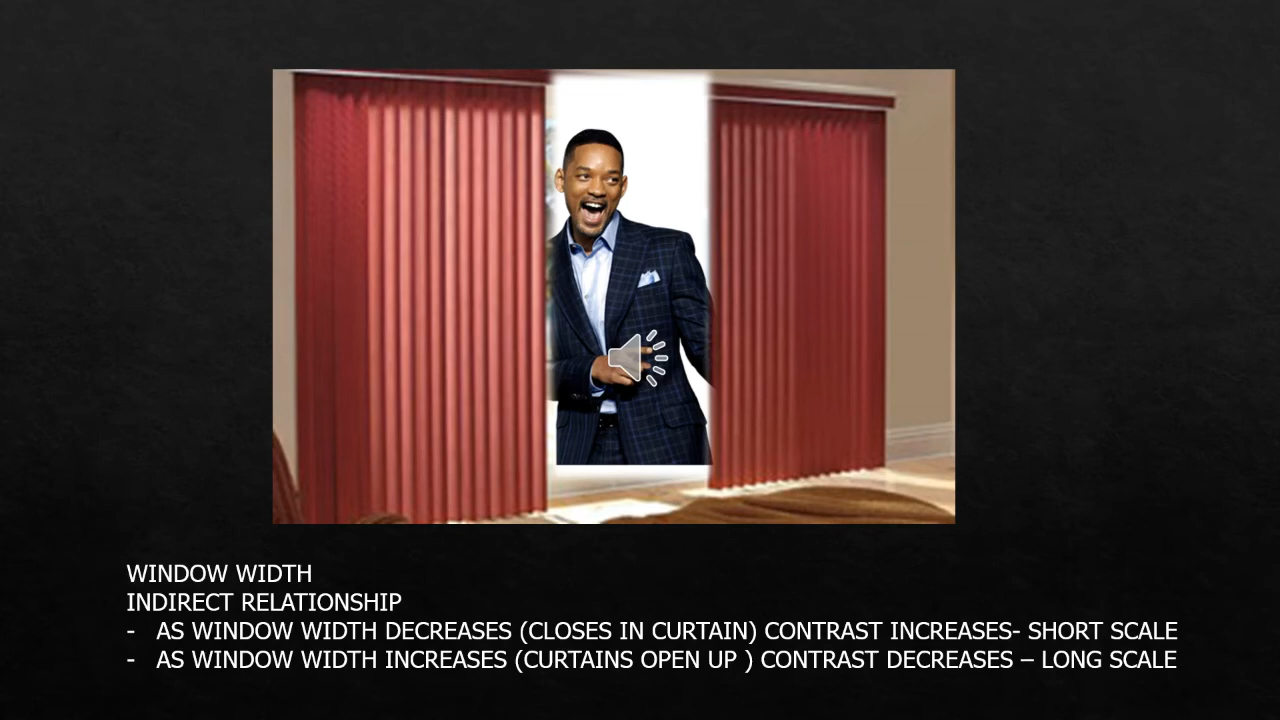 WINDOW WIDTH
INDIRECT RELATIONSHIP
- AS WINDOW WIDTH DECREASES (CLOSES IN CURTAIN) CONTRAST INCREASES- SHORT SCALE
- AS WINDOW WIDTH INCREASES (CURTAINS OPEN UP ) CONTRAST DECREASES – LONG SCALE